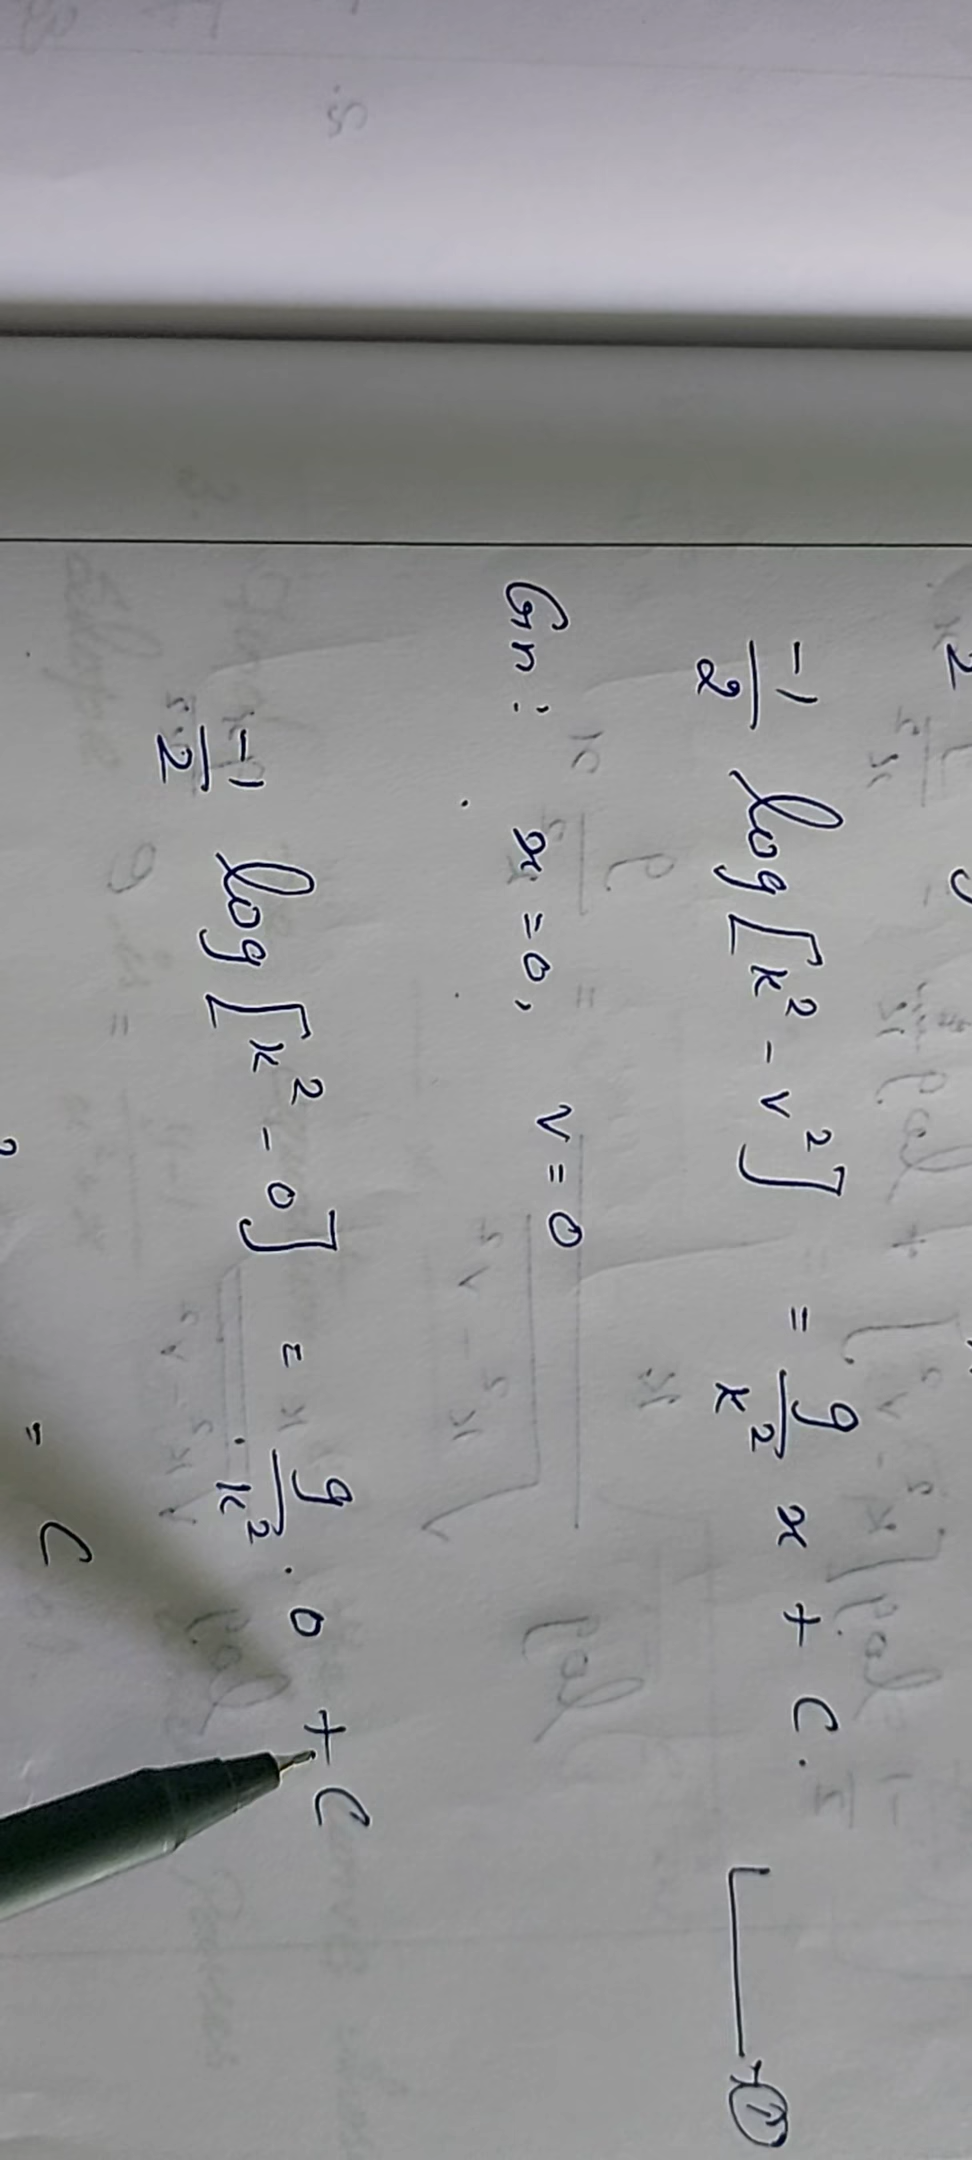 -1/2 log [k² - v²] = g/k² x + C. → ①
Gn: x = 0, v = 0
-1/2 log [k² - 0] = g/k² · 0 + C
= C